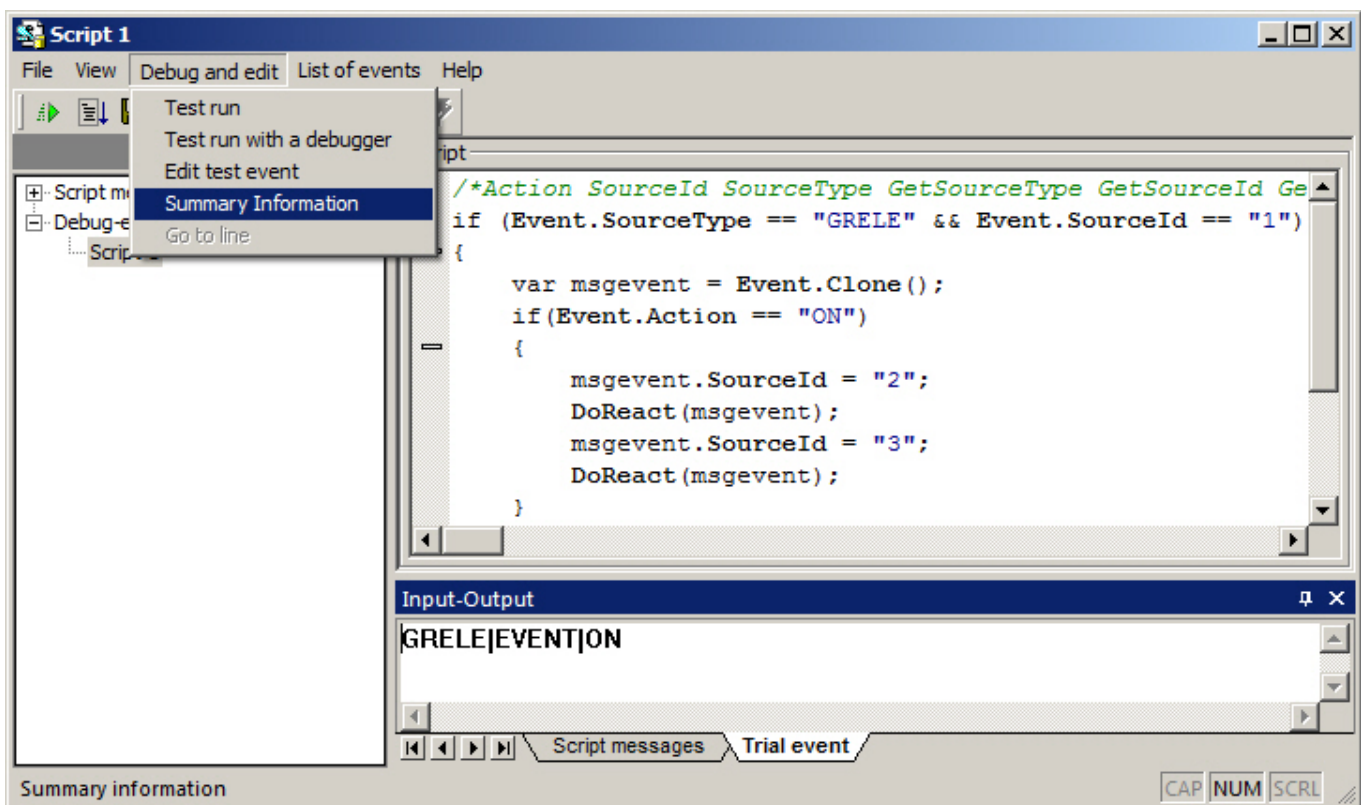 Script 1
File View Debug and edit List of events Help
Test run
Test run with a debugger
Edit test event
Summary Information
Go to line
Script
Debug-e
Scrip
ript
/*Action SourceId SourceType GetSourceType GetSourceId Ge
if (Event.SourceType == "GRELE" && Event.SourceId == "1")
{
var msgevent = Event.Clone();
if(Event.Action == "ON")
{
msgevent.SourceId = "2";
DoReact(msgevent);
msgevent.SourceId = "3";
DoReact(msgevent);
}
Input-Output
GRELE|EVENT|ON
Script messages Trial event
Summary information
CAP NUM SCRL